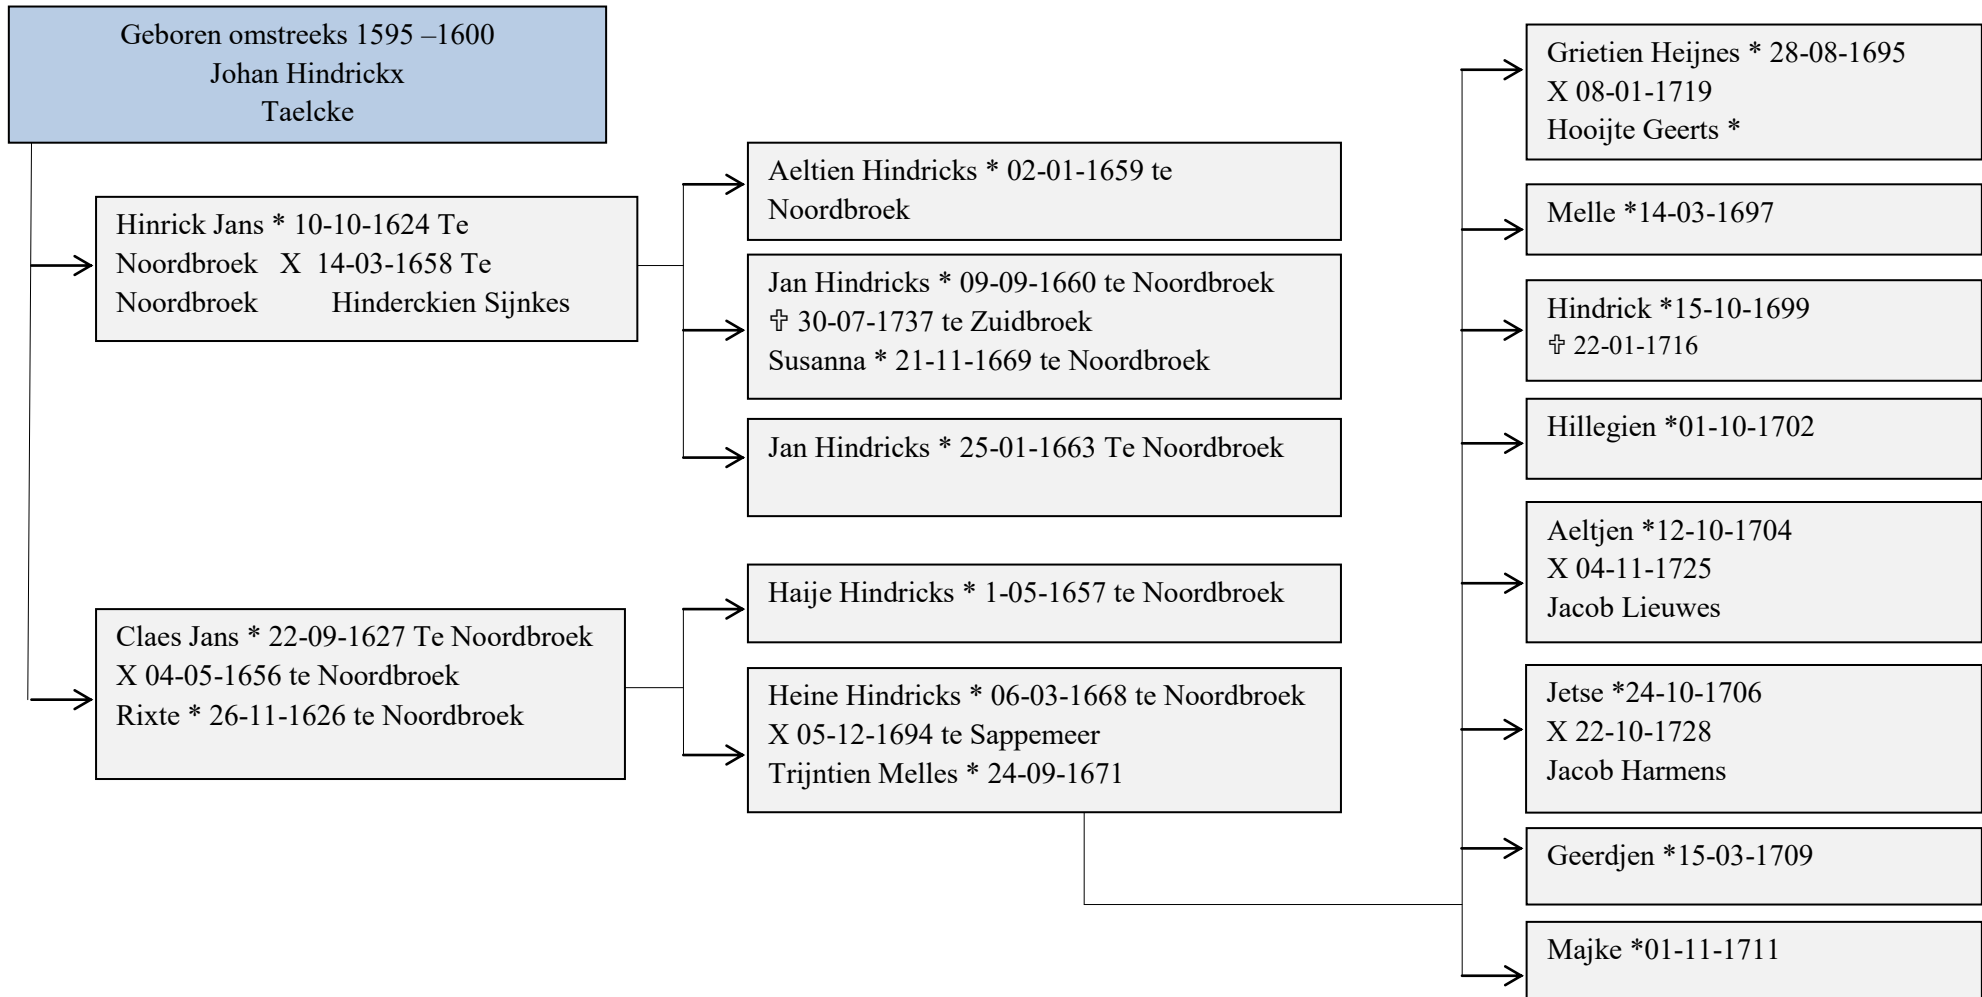 Geboren omstreeks 1595 –1600
Johan Hindrickx
Taelcke
Hinrick Jans * 10-10-1624 Te
Noordbroek X 14-03-1658 Te
Noordbroek Hinderckien Sijnkes
Claes Jans * 22-09-1627 Te Noordbroek
X 04-05-1656 te Noordbroek
Rixte * 26-11-1626 te Noordbroek
Aeltien Hindricks * 02-01-1659 te
Noordbroek
Jan Hindricks * 09-09-1660 te Noordbroek
✞ 30-07-1737 te Zuidbroek
Susanna * 21-11-1669 te Noordbroek
Jan Hindricks * 25-01-1663 Te Noordbroek
Haije Hindricks * 1-05-1657 te Noordbroek
Heine Hindricks * 06-03-1668 te Noordbroek
X 05-12-1694 te Sappemeer
Trijntien Melles * 24-09-1671
Grietien Heijnes * 28-08-1695
X 08-01-1719
Hooijte Geerts *
Melle *14-03-1697
Hindrick *15-10-1699
✞ 22-01-1716
Hillegien *01-10-1702
Aeltjen *12-10-1704
X 04-11-1725
Jacob Lieuwes
Jetse *24-10-1706
X 22-10-1728
Jacob Harmens
Geerdjen *15-03-1709
Majke *01-11-1711